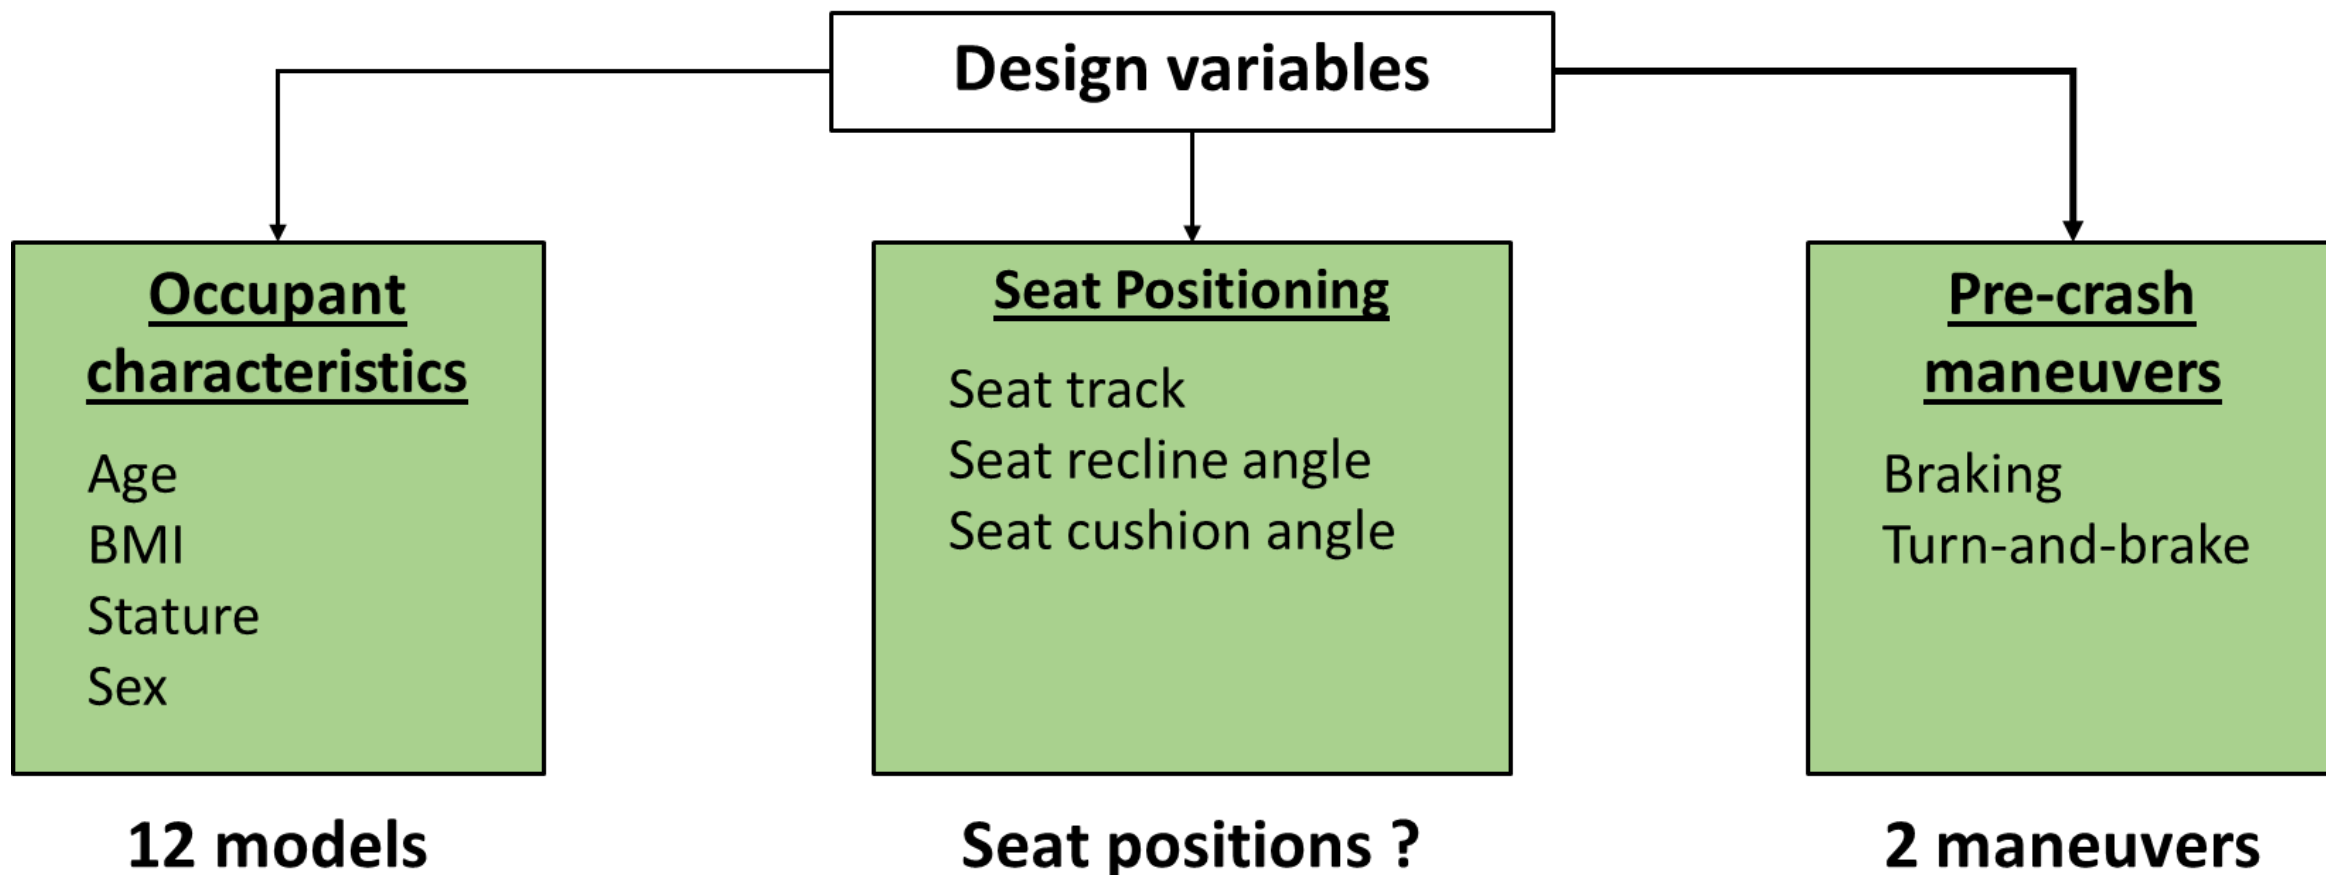 Design variables
Occupant
characteristics
Age
BMI
Stature
Sex
12 models
Seat Positioning
Seat track
Seat recline angle
Seat cushion angle
Seat positions ?
Pre-crash
maneuvers
Braking
Turn-and-brake
2 maneuvers